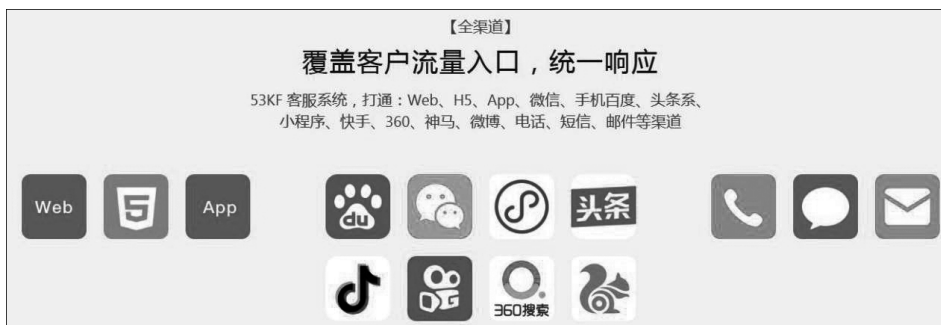 【全渠道】
覆盖客户流量入口，统一响应
53KF 客服系统，打通：Web、H5、App、微信、手机百度、头条系、
小程序、快手、360、神马、微博、电话、短信、邮件等渠道
Web
5
App
du
头条
360搜索